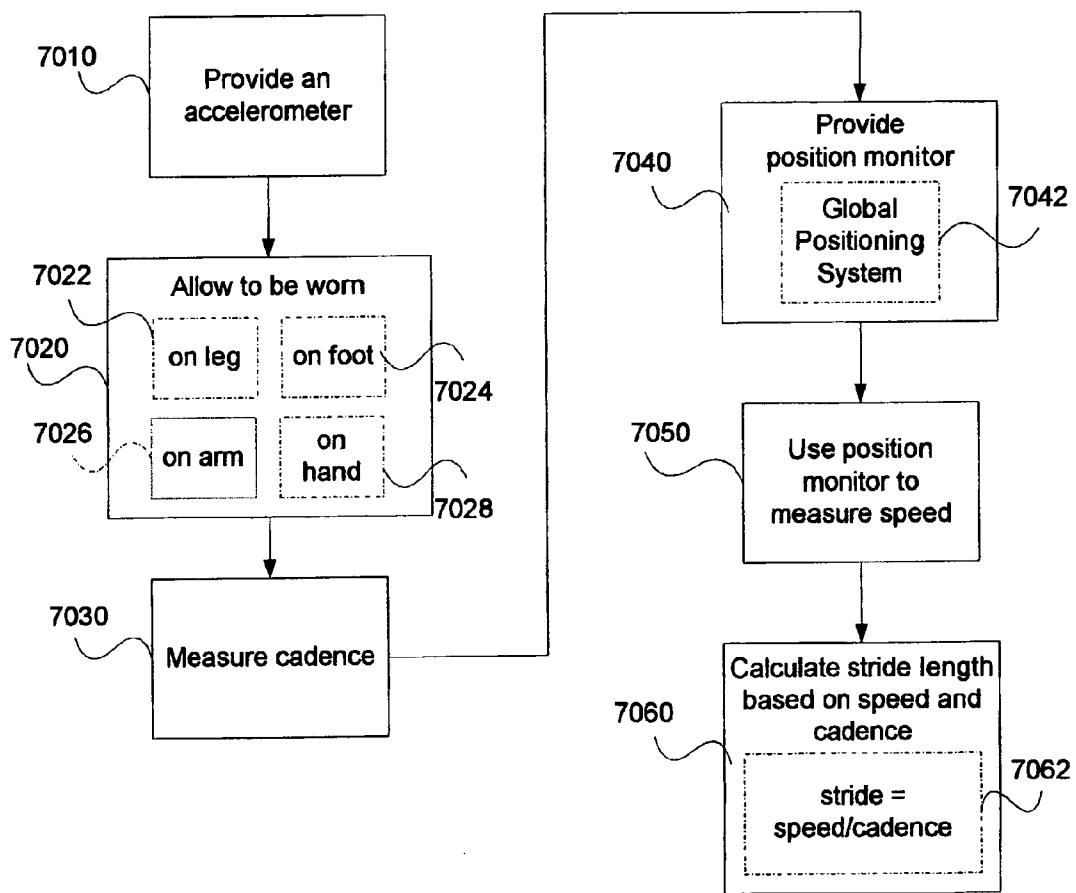 7010
Provide an
accelerometer
7022
Allow to be worn
7020
on leg
on foot
7024
7026
on arm
on
hand
7028
7030
Measure cadence
Provide
position monitor
7040
7042
Global
Positioning
System
7050
Use position
monitor to
measure speed
Calculate stride length
based on speed and
cadence
7060
7062
stride =
speed/cadence